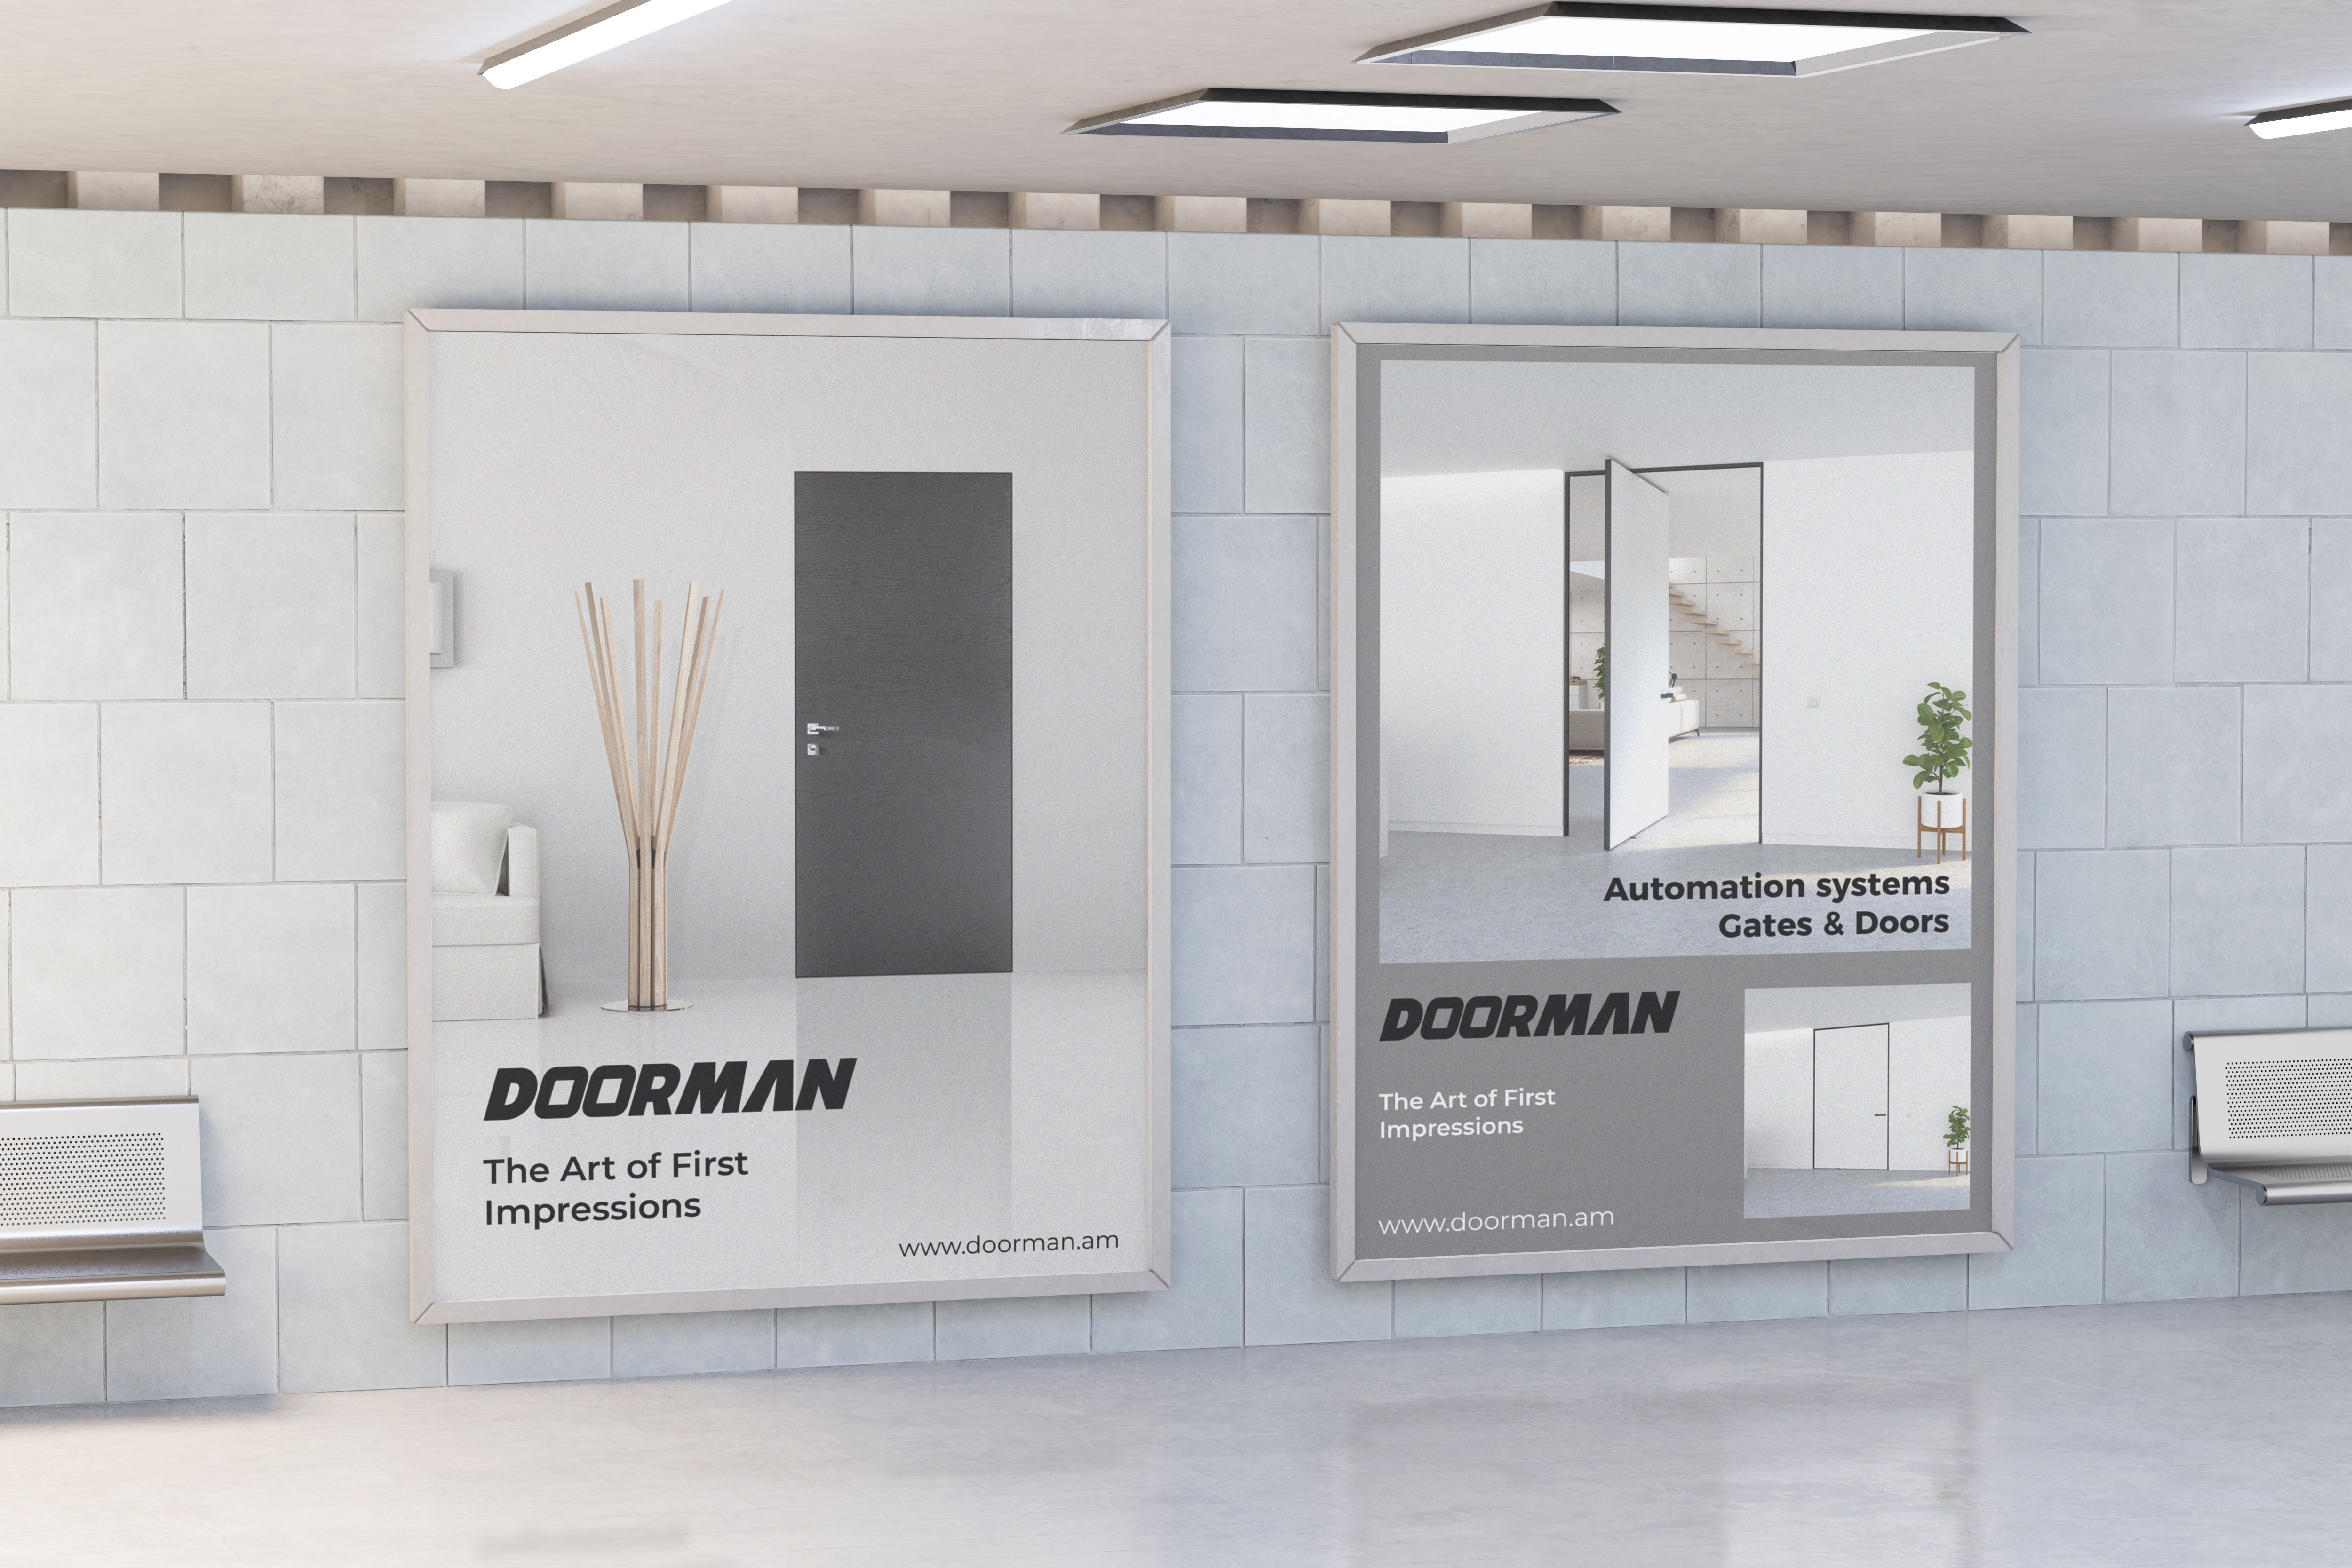 DOORMAN
The Art of First
Impressions
www.doorman.am
Automation systems
Gates & Doors
DOORMAN
The Art of First
Impressions
www.doorman.am